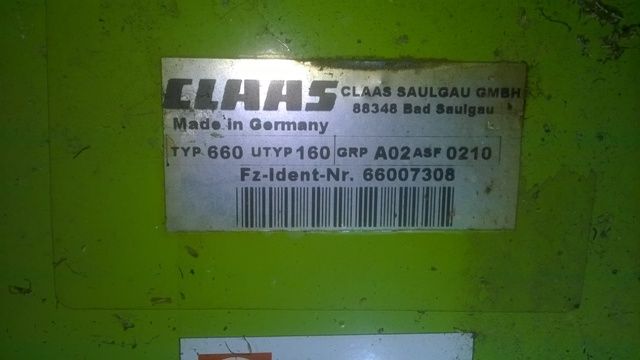 CLAAS CLAAS SAULGAU GMBH
88348 Bad Saulgau
Made in Germany
TYP 660 UTYP 160 GRP A02 ASF 0210
Fz-Ident-Nr. 66007308